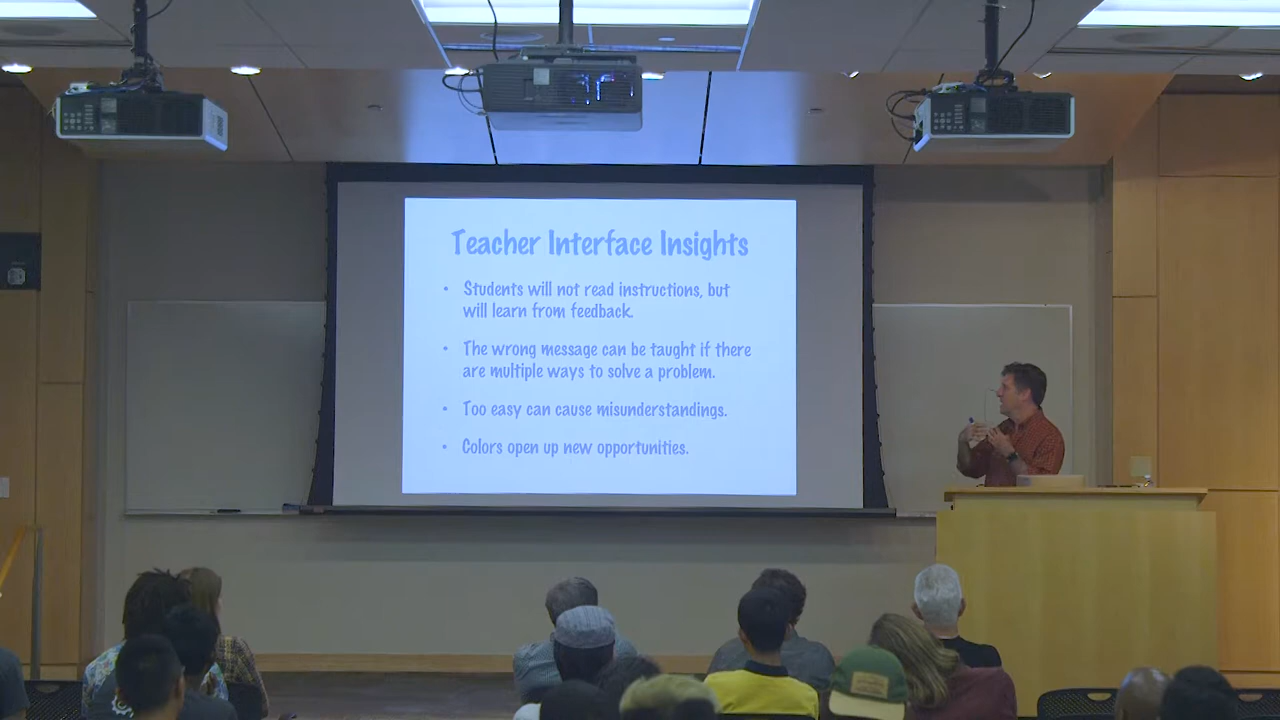 Teacher Interface Insights
• Students will not read instructions, but
will learn from feedback.
• The wrong message can be taught if there
are multiple ways to solve a problem.
• Too easy can cause misunderstandings.
• Colors open up new opportunities.